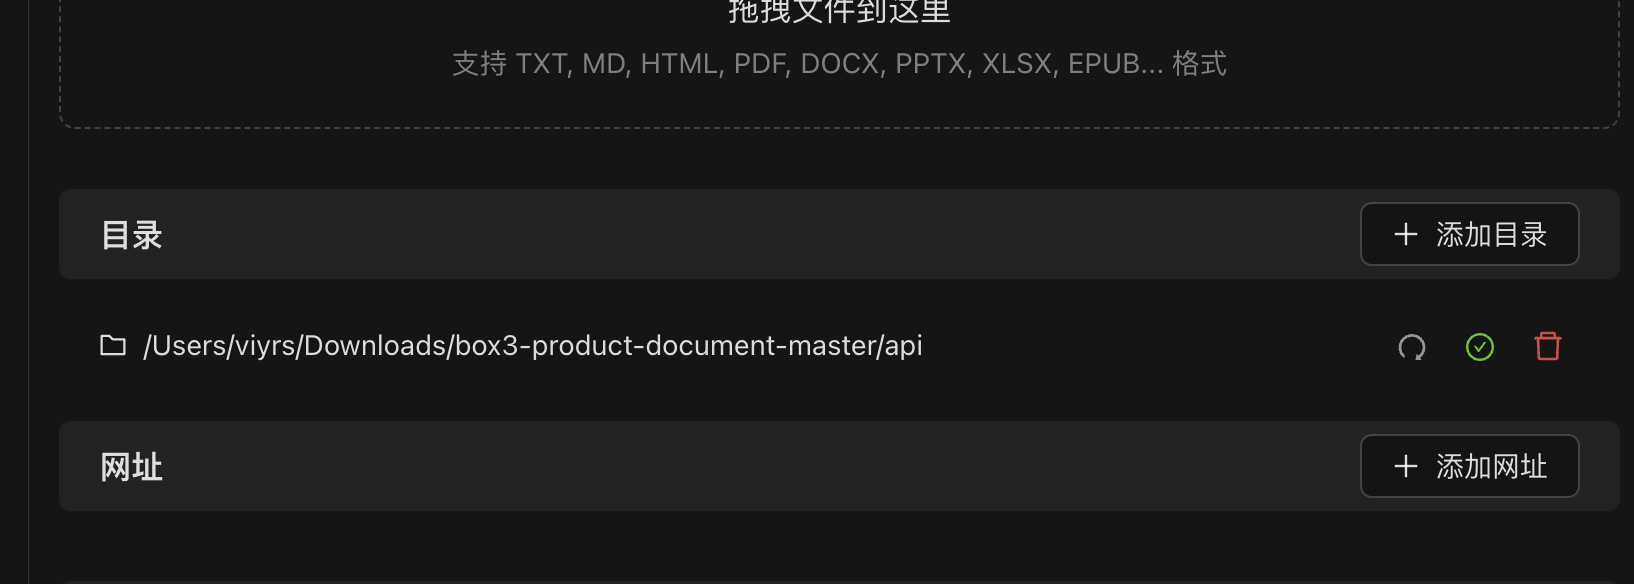 拖拽文件到这里
支持 TXT, MD, HTML, PDF, DOCX, PPTX, XLSX, EPUB... 格式
目录
添加目录
/Users/viyrs/Downloads/box3-product-document-master/api
网址
添加网址